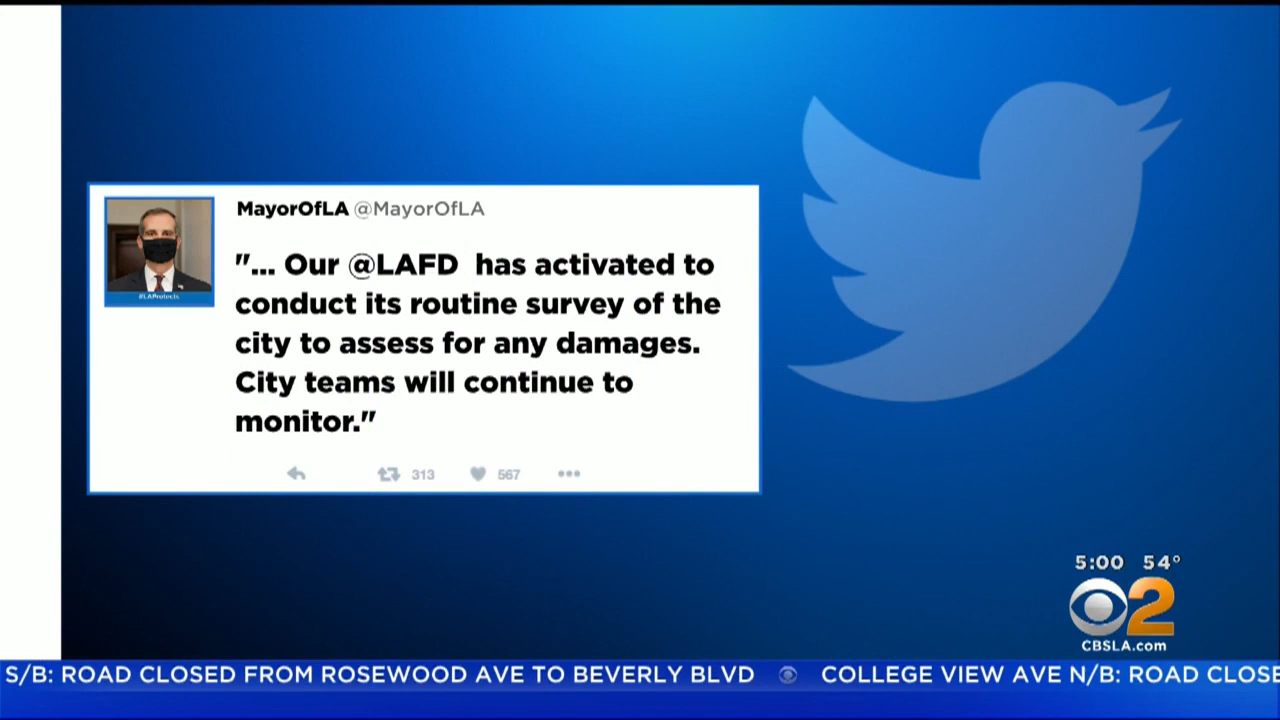 MayorOfLA @MayorOfLA
"... Our @LAFD has activated to
conduct its routine survey of the
city to assess for any damages.
City teams will continue to
monitor."
313 567
#LAProtects
5:00 54°
2
CBSLA.com
S/B: ROAD CLOSED FROM ROSEWOOD AVE TO BEVERLY BLVD COLLEGE VIEW AVE N/B: ROAD CLOSE